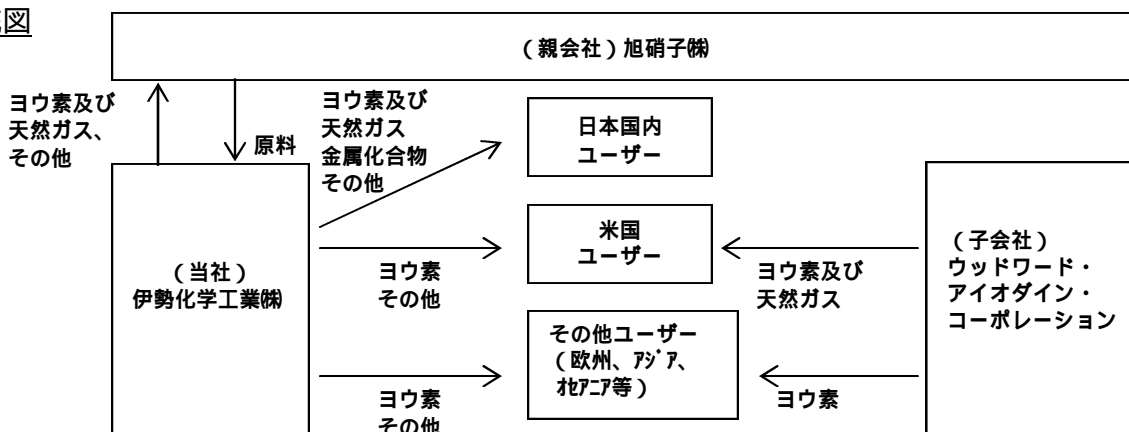 図
（親会社）旭硝子㈱
ヨウ素及び
天然ガス、
その他
原料
ヨウ素及び
天然ガス
金属化合物
その他
日本国内
ユーザー
（当社）
伊勢化学工業㈱
ヨウ素
その他
米国
ユーザー
ヨウ素及び
天然ガス
（子会社）
ウッドワード・
アイオダイン・
コーポレーション
ヨウ素
その他
その他ユーザー
（欧州、ｱｼﾞｱ、
ｵｾｱﾆｱ等）
ヨウ素